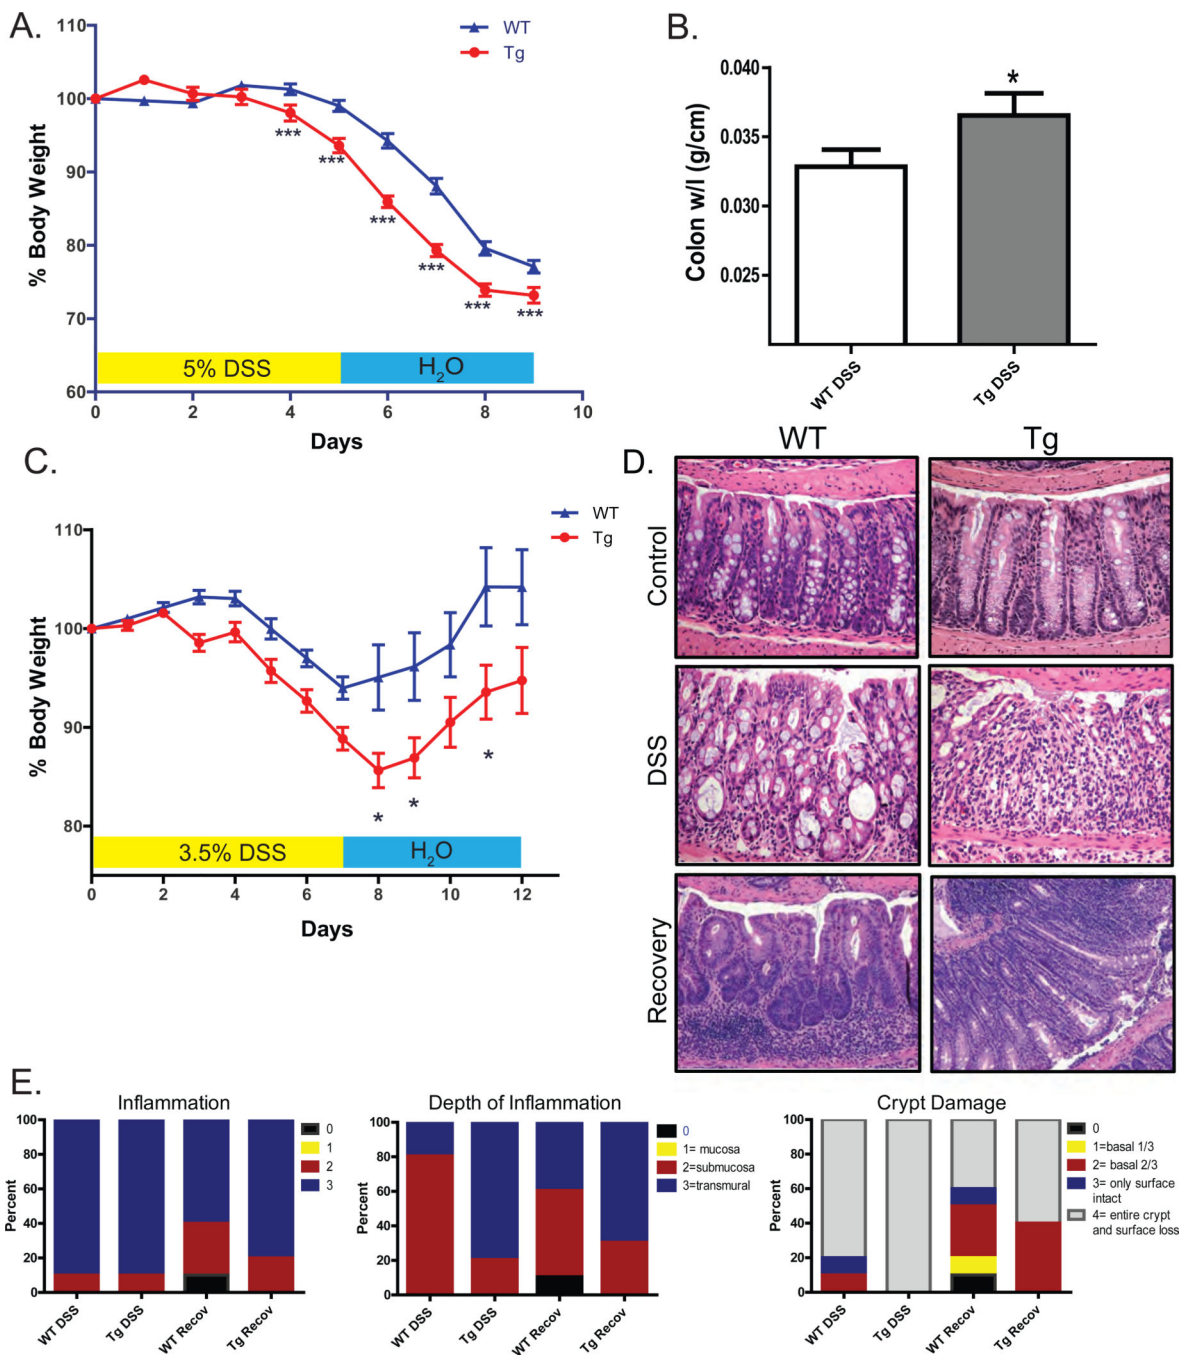 A.
WT
Tg
110
100
90
80
70
60
% Body Weight
***
***
***
***
***
***
5% DSS
H₂O
0
2
4
6
8
10
Days
B.
0.040
0.035
0.030
0.025
Colon w/l (g/cm)
*
WT DSS
Tg DSS
C.
WT
Tg
110
100
90
80
% Body Weight
*
*
*
3.5% DSS
H₂O
0
2
4
6
8
10
12
Days
D.
WT
Tg
Control
DSS
Recovery
E.
Inflammation
100
80
60
40
20
0
Percent
0
1
2
3
WT DSS
Tg DSS
WT Recov
Tg Recov
Depth of Inflammation
100
80
60
40
20
0
Percent
0
1= mucosa
2=submucosa
3=transmural
WT DSS
Tg DSS
WT Recov
Tg Recov
Crypt Damage
100
80
60
40
20
0
Percent
0
1=basal 1/3
2= basal 2/3
3= only surface
intact
4= entire crypt
and surface loss
WT DSS
Tg DSS
WT Recov
Tg Recov